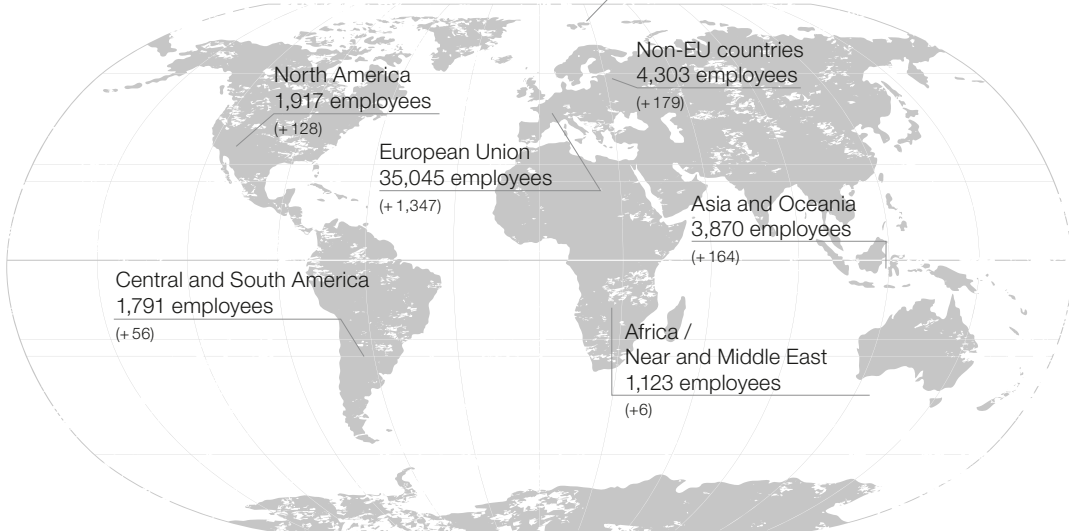 Non-EU countries
4,303 employees
(+ 179)
North America
1,917 employees
(+ 128)
European Union
35,045 employees
(+ 1,347)
Asia and Oceania
3,870 employees
(+ 164)
Central and South America
1,791 employees
(+ 56)
Africa /
Near and Middle East
1,123 employees
(+6)